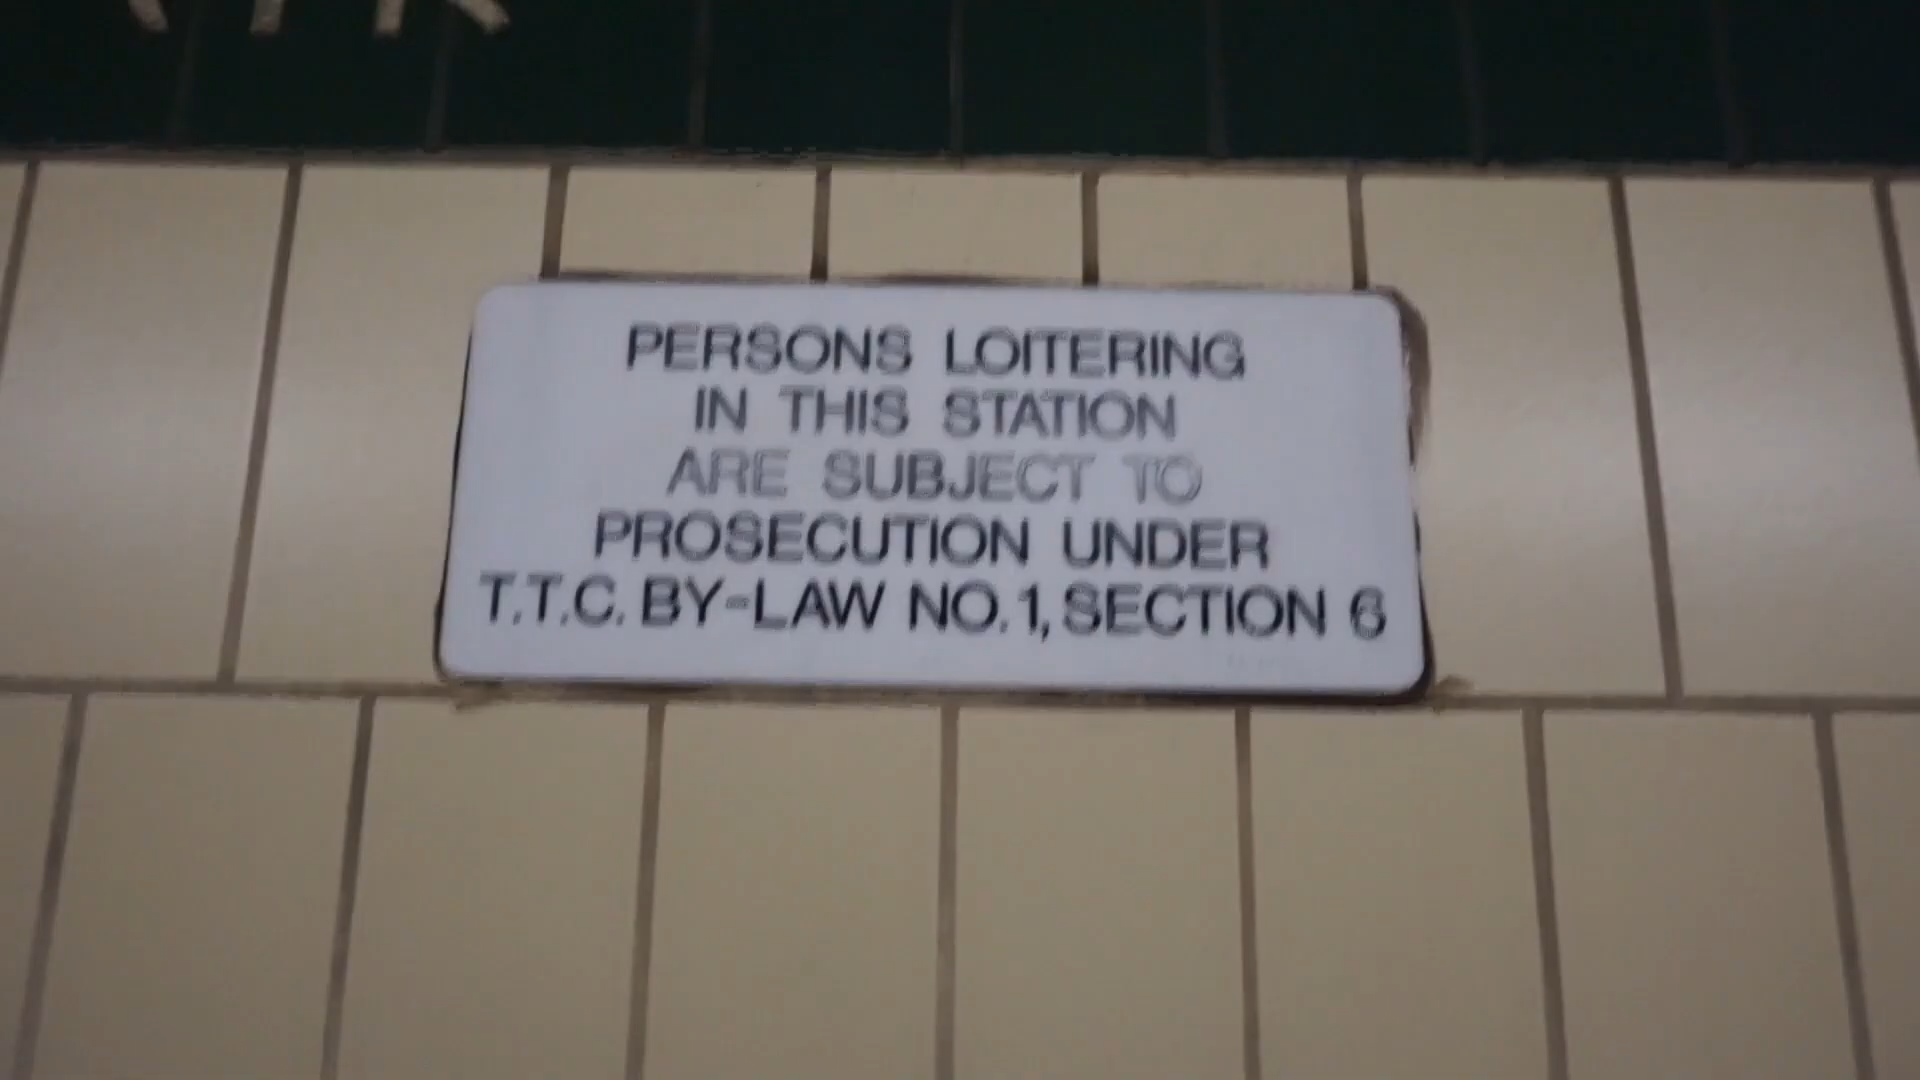 PERSONS LOITERING
IN THIS STATION
ARE SUBJECT TO
PROSECUTION UNDER
T.T.C. BY-LAW NO. 1, SECTION 6